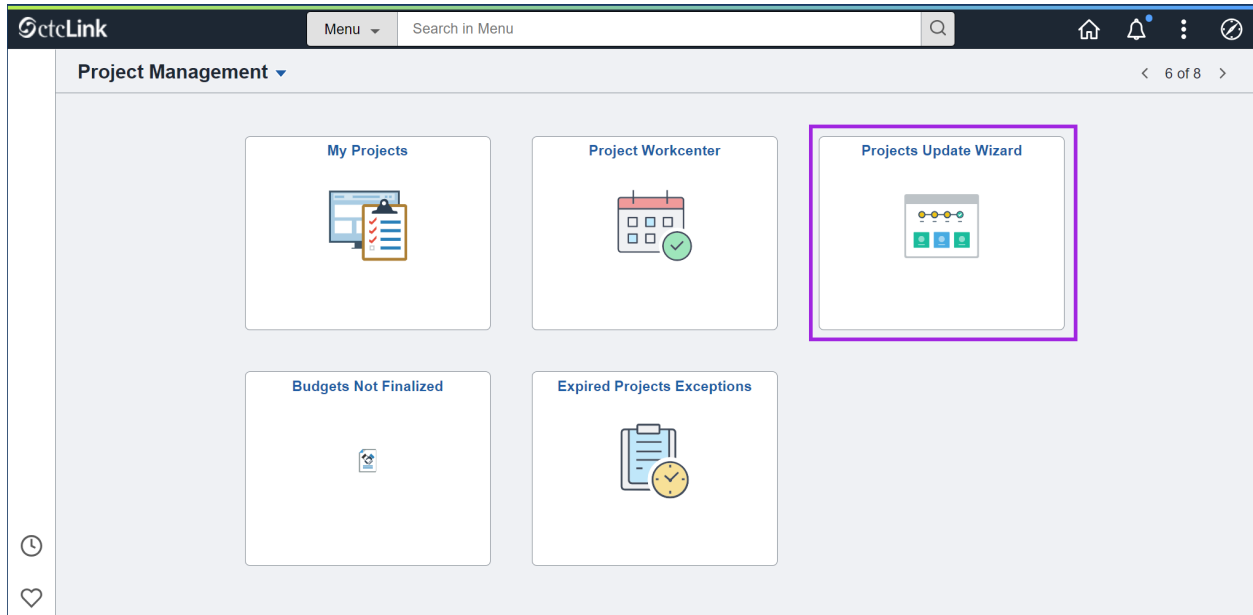 ctcLink
Menu
Search in Menu
Project Management
6 of 8
My Projects
Project Workcenter
Projects Update Wizard
Budgets Not Finalized
Expired Projects Exceptions